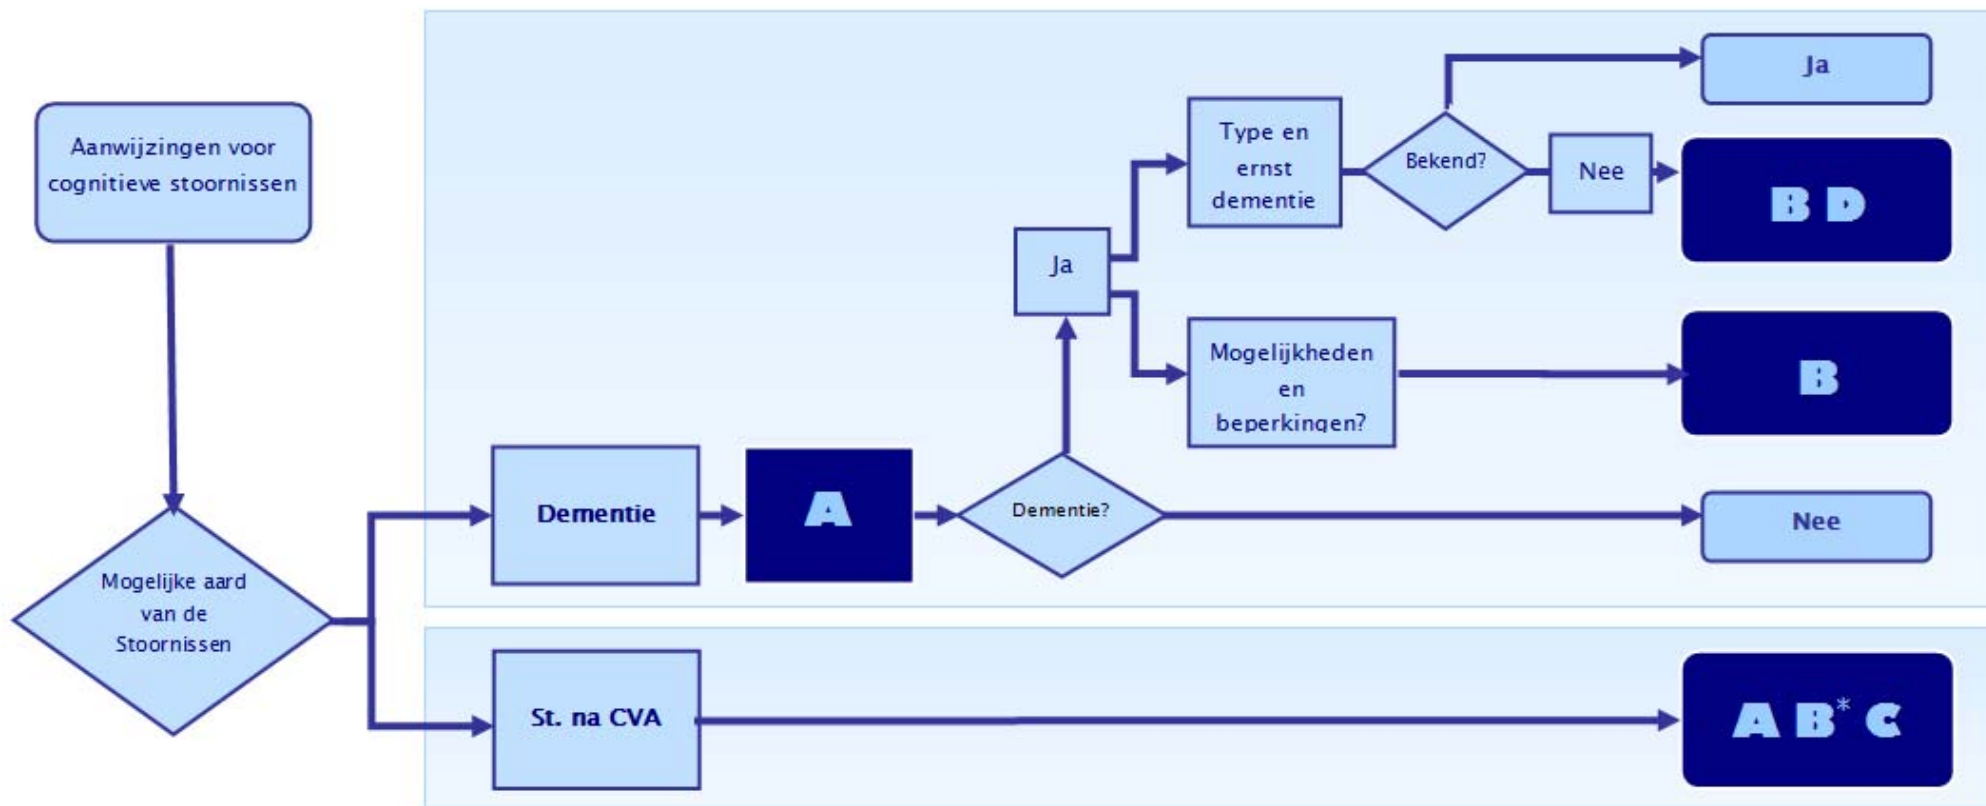 Aanwijzingen voor
cognitieve stoornissen
Mogelijke aard
van de
Stoornissen
Dementie
A
Dementie?
Ja
Type en
ernst
dementie
Bekend?
Ja
Nee
B D
Mogelijkheden
en
beperkingen?
B
Nee
St. na CVA
A B* C